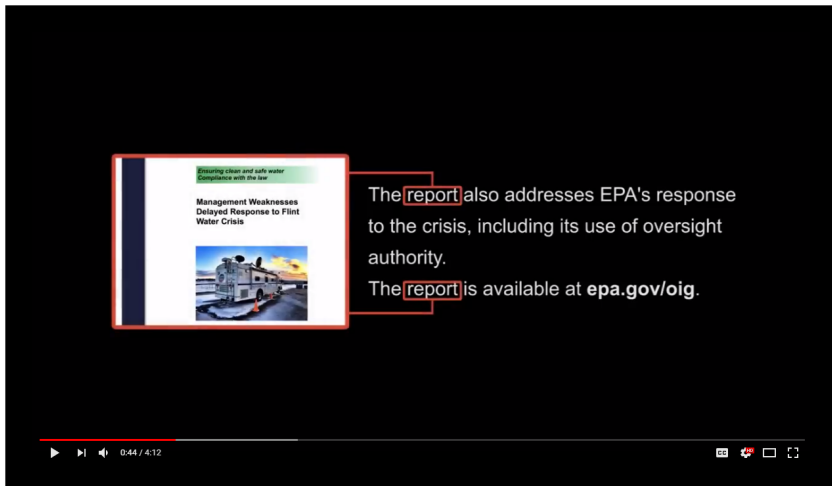 Ensuring clean and safe water
Compliance with the law
Management Weaknesses
Delayed Response to Flint
Water Crisis
The report also addresses EPA's response
to the crisis, including its use of oversight
authority.
The report is available at epa.gov/oig.
0:44 / 4:12
CC
HD